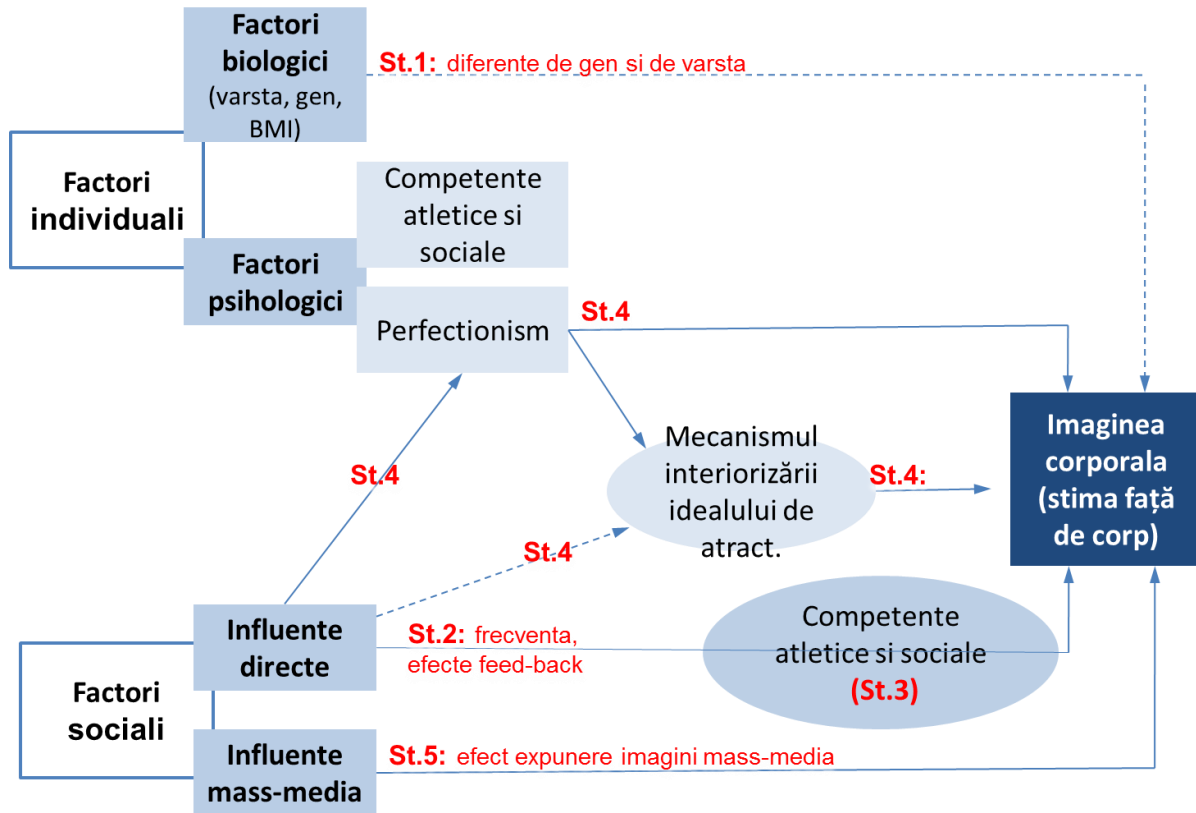 Factori
biologici
(varsta, gen,
BMI)
St.1: diferente de gen si de varsta
Factori
individuali
Competente
atletice si
sociale
Factori
psihologici
Perfectionism
St.4
Mecanismul
interiorizării
idealului de
atract.
St.4:
Imaginea
corporala
(stima față
de corp)
St.4
St.4
Influente
directe
St.2: frecventa,
efecte feed-back
Competente
atletice si sociale
(St.3)
Factori
sociali
Influente
mass-media
St.5: efect expunere imagini mass-media